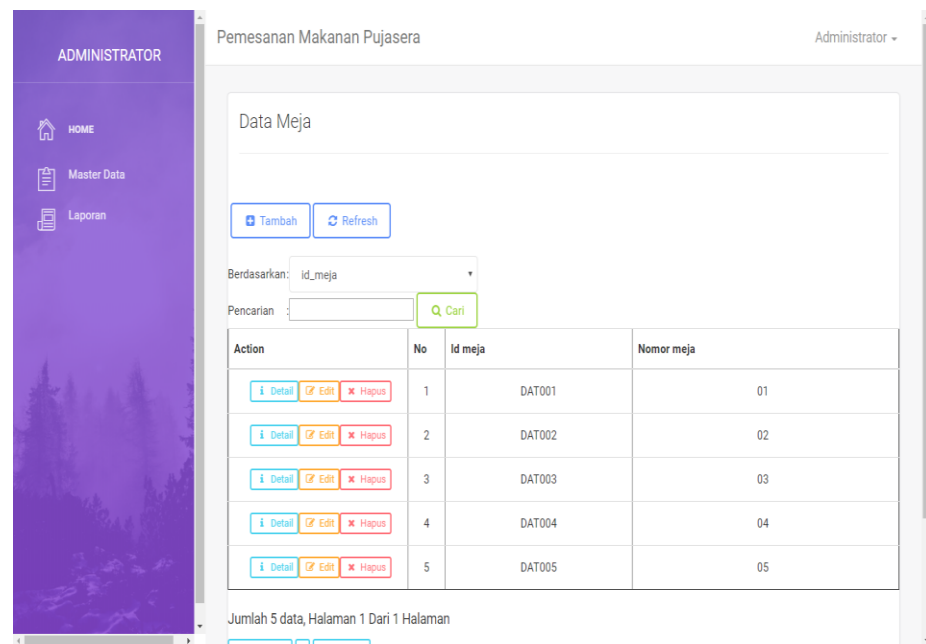 ADMINISTRATOR
HOME
Master Data
Laporan
Pemesanan Makanan Pujasera
Administrator
Data Meja
Tambah Refresh
Berdasarkan: id_meja
Pencarian : Cari
Action No Id meja Nomor meja
i Detail Edit Hapus 1 DAT001 01
i Detail Edit Hapus 2 DAT002 02
i Detail Edit Hapus 3 DAT003 03
i Detail Edit Hapus 4 DAT004 04
i Detail Edit Hapus 5 DAT005 05
Jumlah 5 data, Halaman 1 Dari 1 Halaman